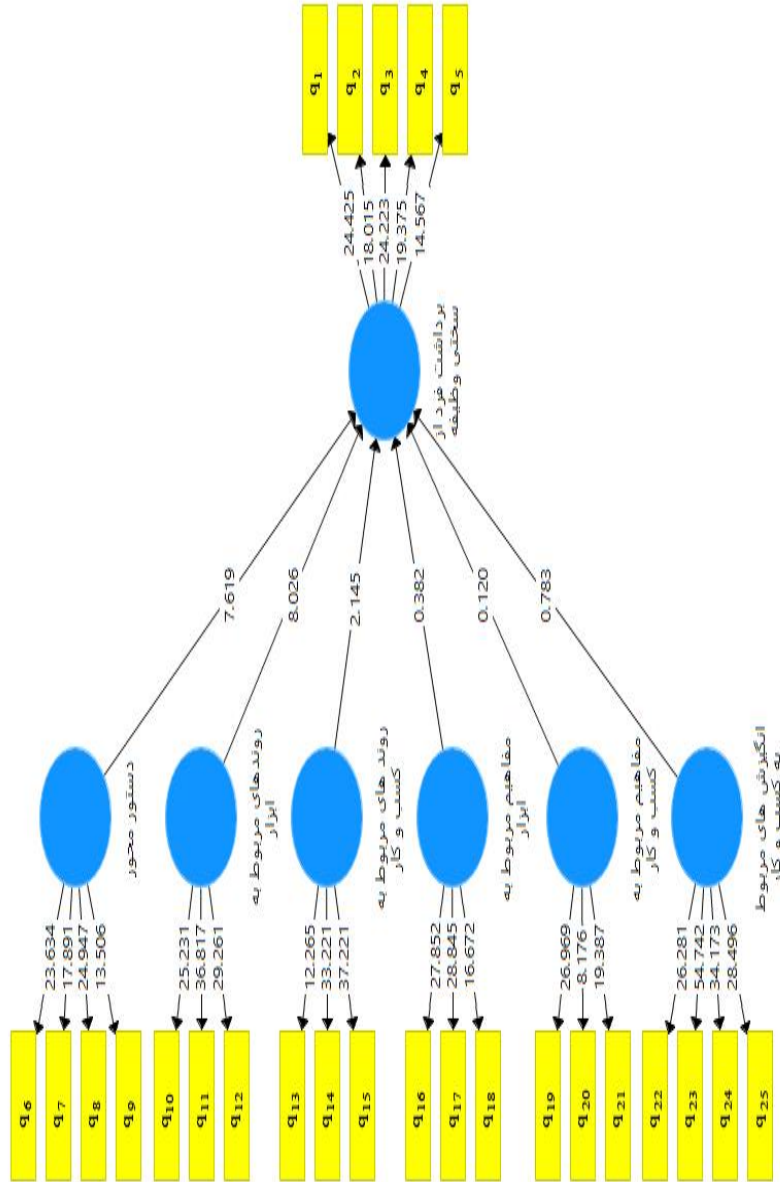 q1
q2
q3
q4
q5
24.425
18.015
24.223
19.375
14.567
برداشت فرد از
سختی وظیفه
7.619
8.026
2.145
0.382
0.120
0.783
دستور محور
روندهای مربوط به
ابزار
روند های مربوط به
کسب و کار
مفاهیم مربوط به
ابزار
مفاهیم مربوط به
کسب و کار
انگیزش های مربوط
به کسب و کار
23.634
17.891
24.947
13.506
25.231
36.817
29.261
12.265
33.221
37.221
27.852
28.845
16.672
26.969
8.176
19.387
26.281
54.742
34.173
28.496
q6
q7
q8
q9
q10
q11
q12
q13
q14
q15
q16
q17
q18
q19
q20
q21
q22
q23
q24
q25